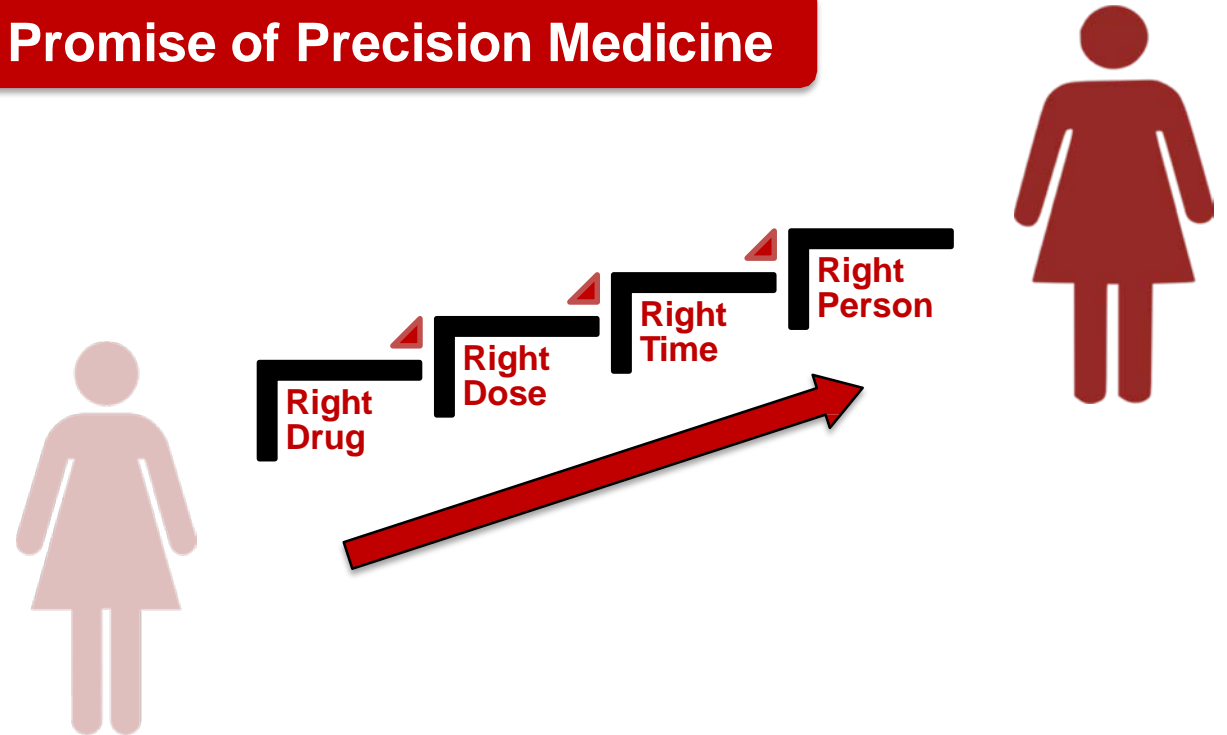 Promise of Precision Medicine
Right
Drug
Right
Dose
Right
Time
Right
Person